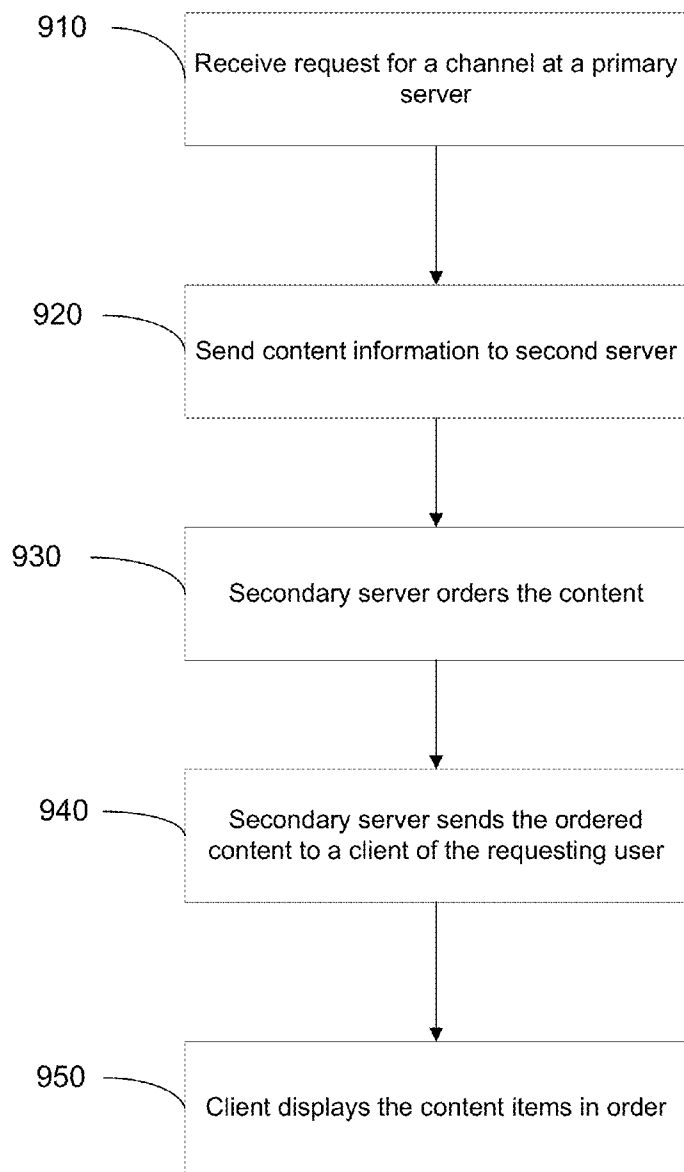 910
Receive request for a channel at a primary
server
920
Send content information to second server
930
Secondary server orders the content
940
Secondary server sends the ordered
content to a client of the requesting user
950
Client displays the content items in order